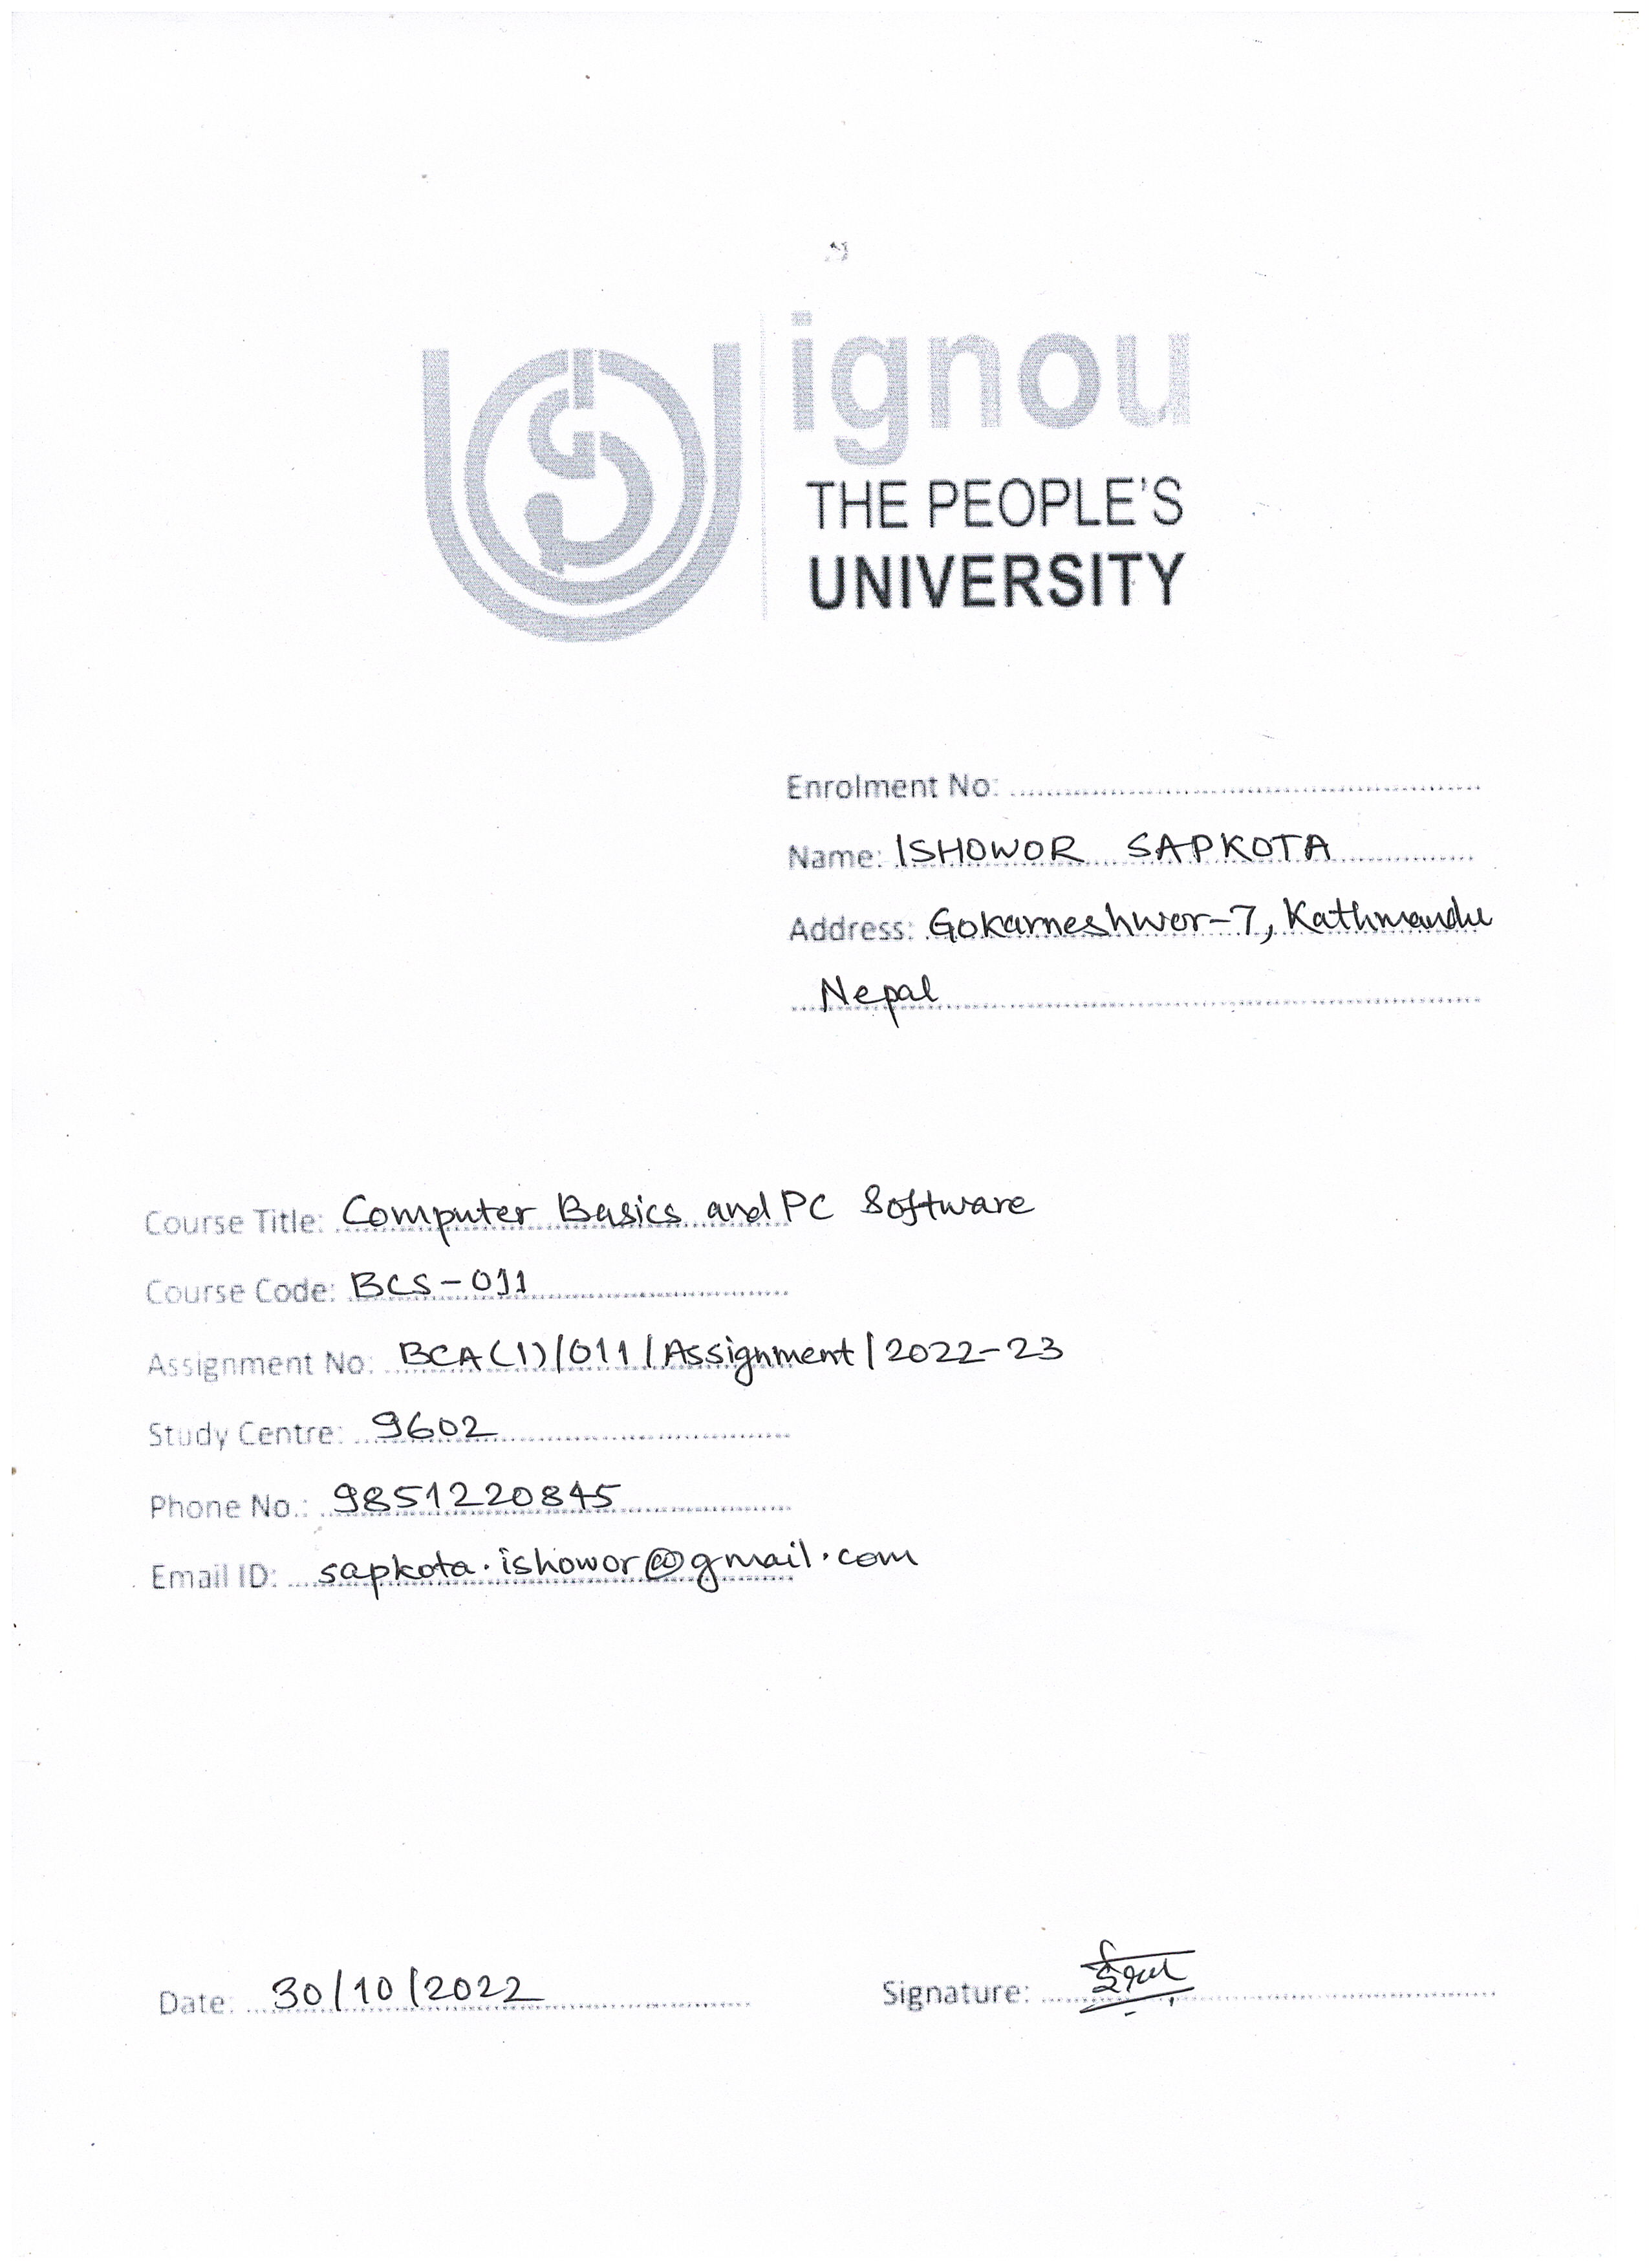 ignou
THE PEOPLE'S
UNIVERSITY
Enrolment No: ..............................
Name: ISHOWOR SAPKOTA
Address: Gokarneshwor-7, Kathmandu
Nepal
Course Title: Computer Basics and PC Software
Course Code: BCS-011
Assignment No: BCA(1)/011/Assignment/2022-23
Study Centre: 9602
Phone No.: 9851220845
Email ID: sapkota.ishowor@gmail.com
Date: 30/10/2022 Signature: